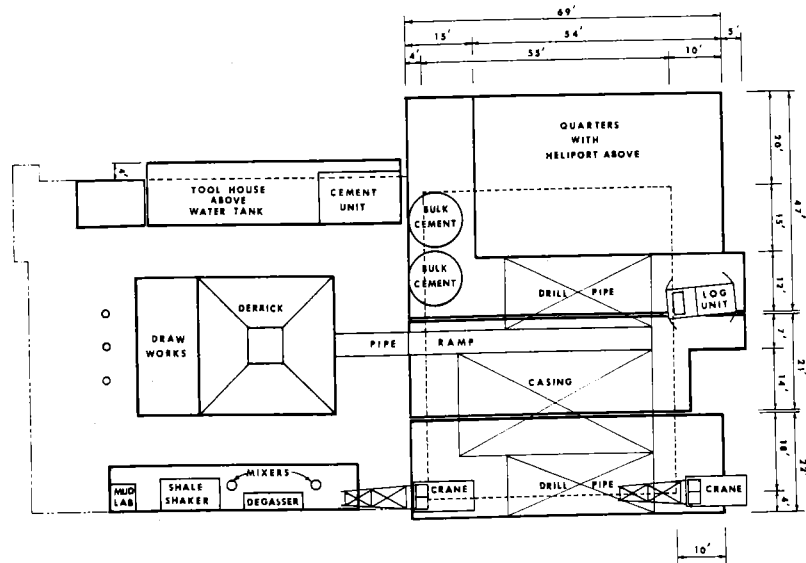 69'
15'
54'
5'
4'
55'
10'
QUARTERS
WITH
HELIPORT ABOVE
20'
47'
4'
TOOL HOUSE
ABOVE
WATER TANK
CEMENT
UNIT
BULK
CEMENT
15'
BULK
CEMENT
DRILL PIPE
LOG
UNIT
12'
DERRICK
DRAW
WORKS
PIPE RAMP
7'
21'
CASING
14'
MIXERS
MUD
LAB
SHALE
SHAKER
DEGASSER
CRANE
DRILL PIPE
CRANE
18'
22'
4'
10'